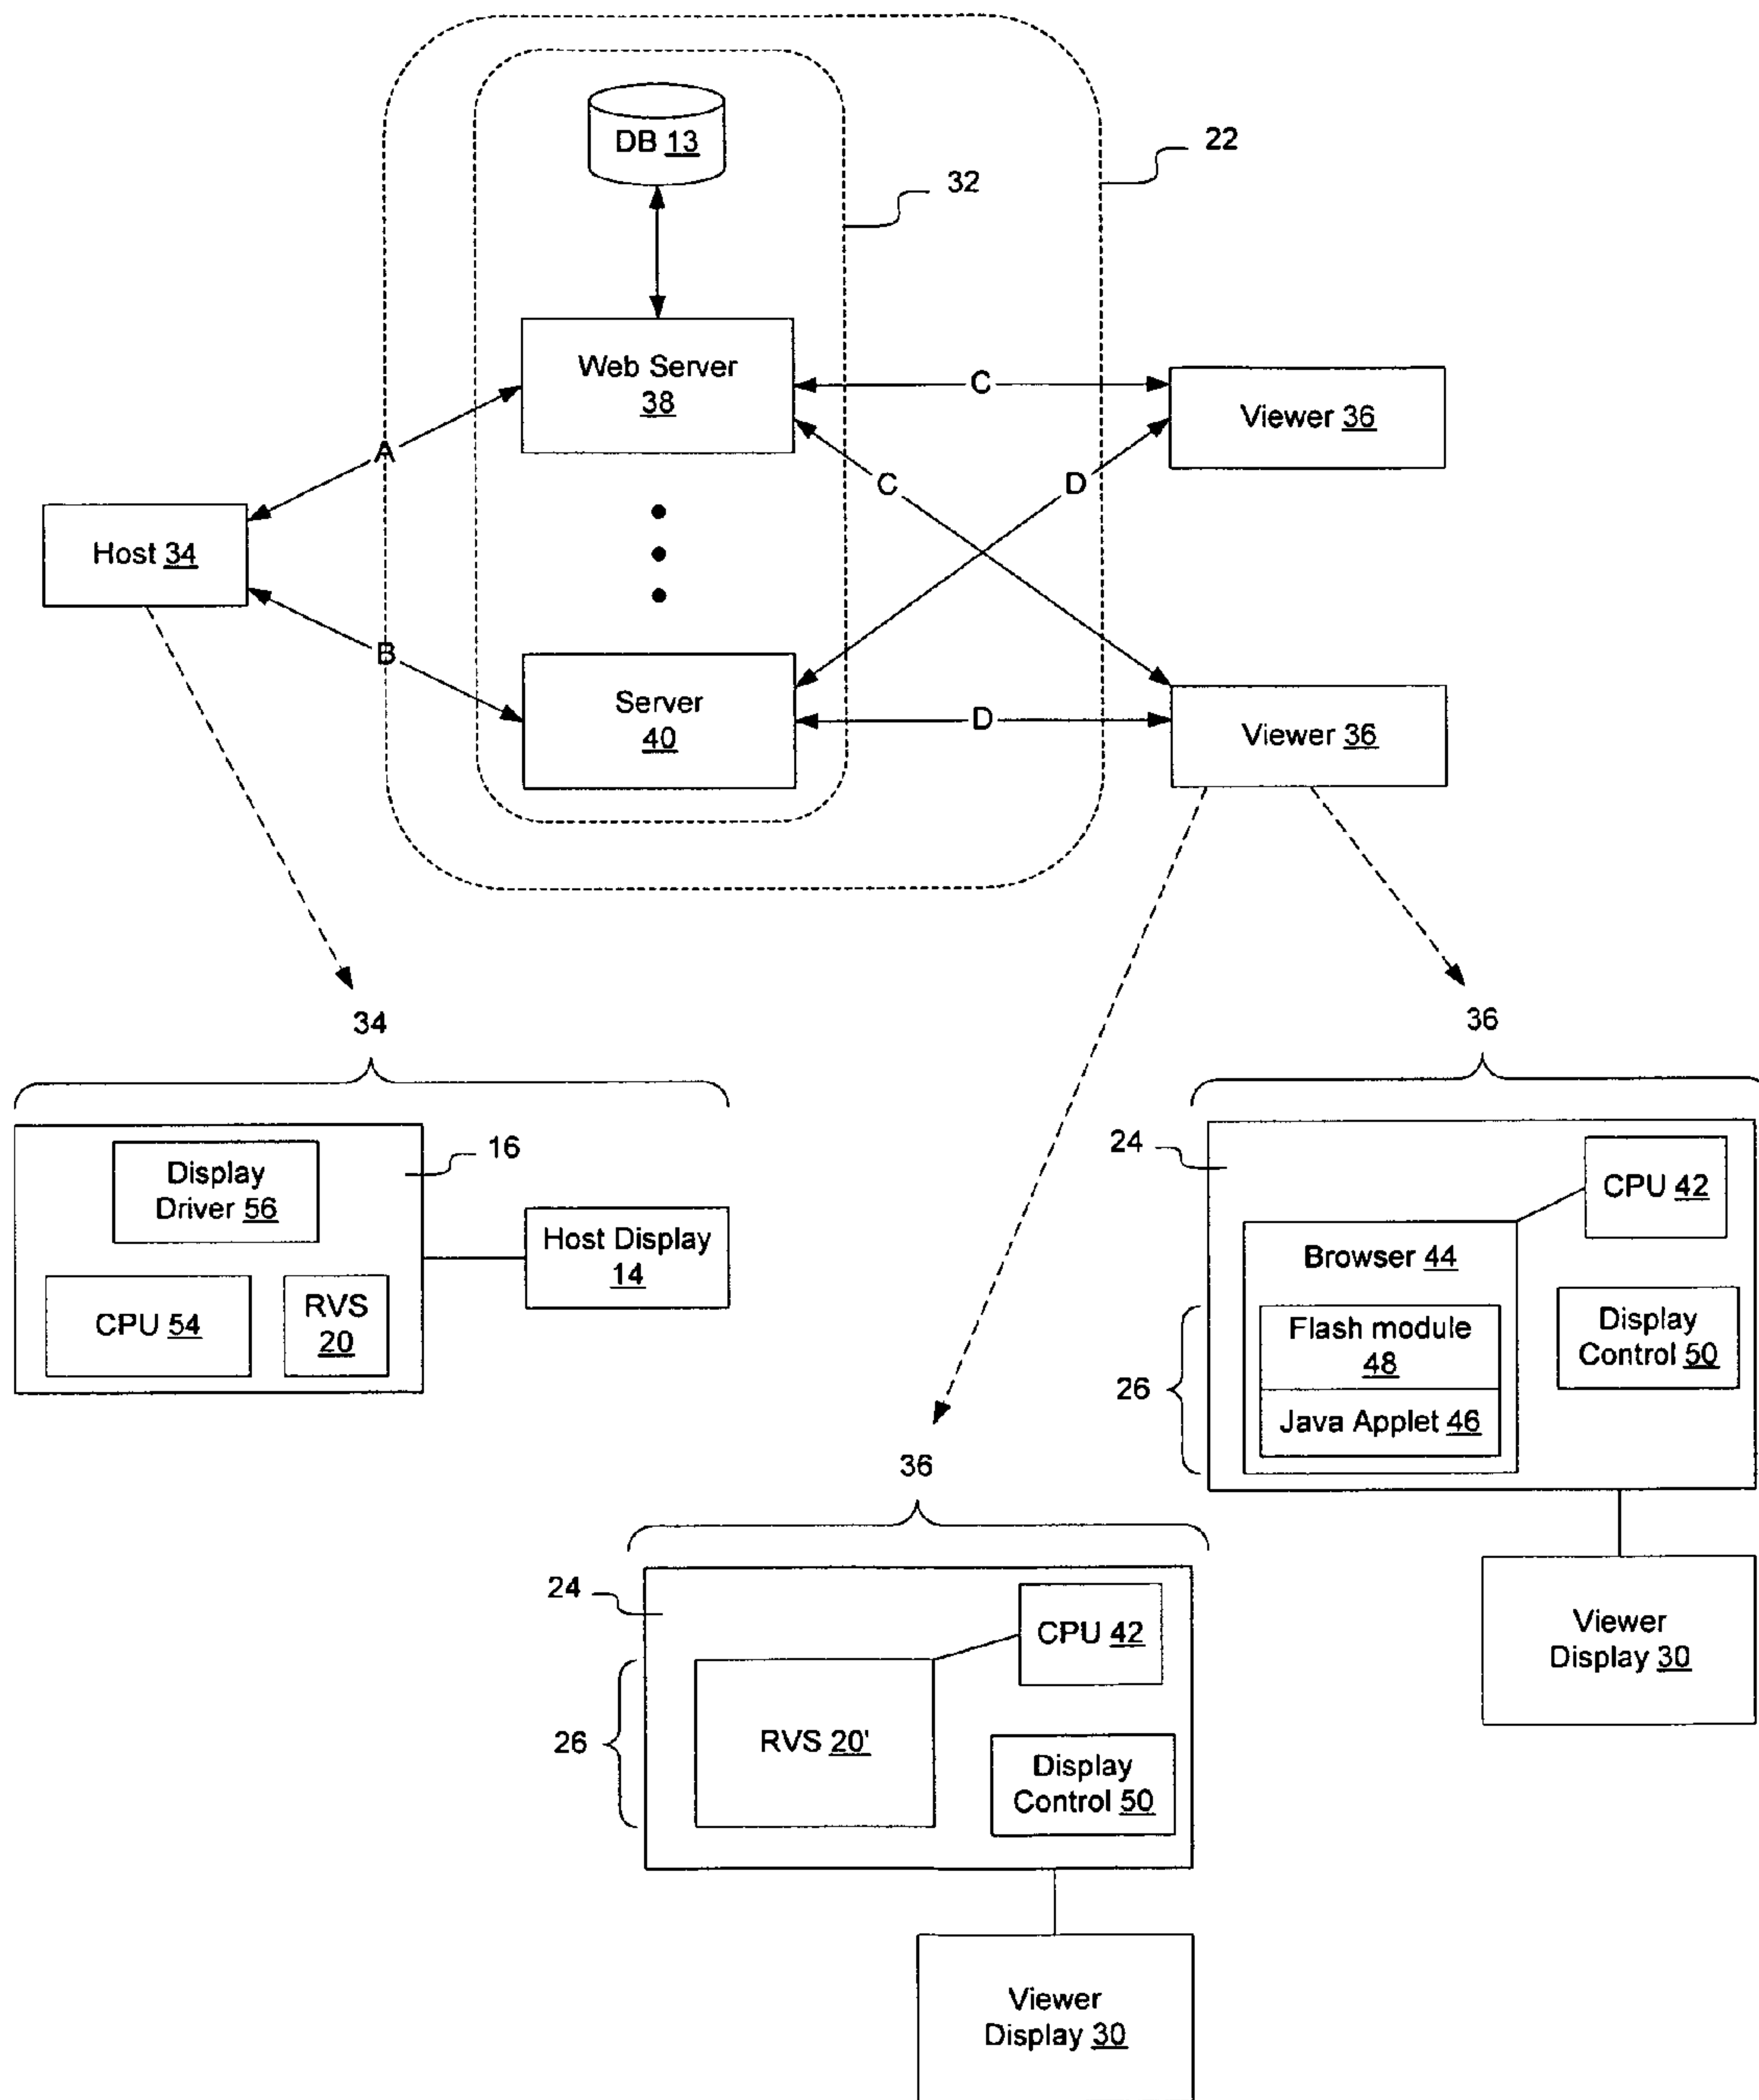 DB 13
22
32
Web Server
38
C
Viewer 36
A
C
D
Host 34
B
Server
40
D
Viewer 36
34
36
16
Display
Driver 56
CPU 54
RVS
20
Host Display
14
24
CPU 42
Browser 44
Flash module
48
Java Applet 46
26
Display
Control 50
Viewer
Display 30
36
24
CPU 42
26
RVS 20'
Display
Control 50
Viewer
Display 30